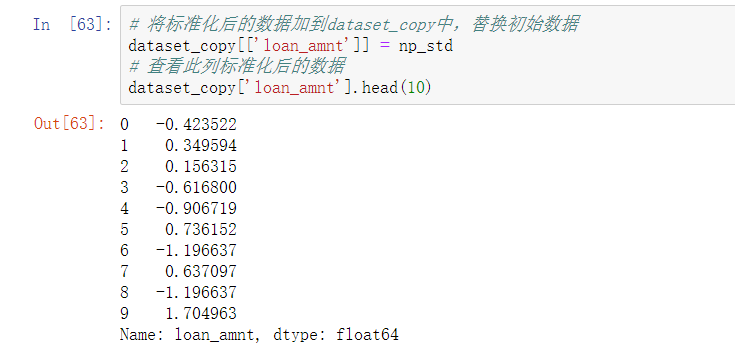 In [63]: # 将标准化后的数据加到dataset_copy中，替换初始数据
dataset_copy[['loan_amnt']] = np_std
# 查看此列标准化后的数据
dataset_copy['loan_amnt'].head(10)
Out[63]: 0   -0.423522
1    0.349594
2    0.156315
3   -0.616800
4   -0.906719
5    0.736152
6   -1.196637
7    0.637097
8   -1.196637
9    1.704963
Name: loan_amnt, dtype: float64